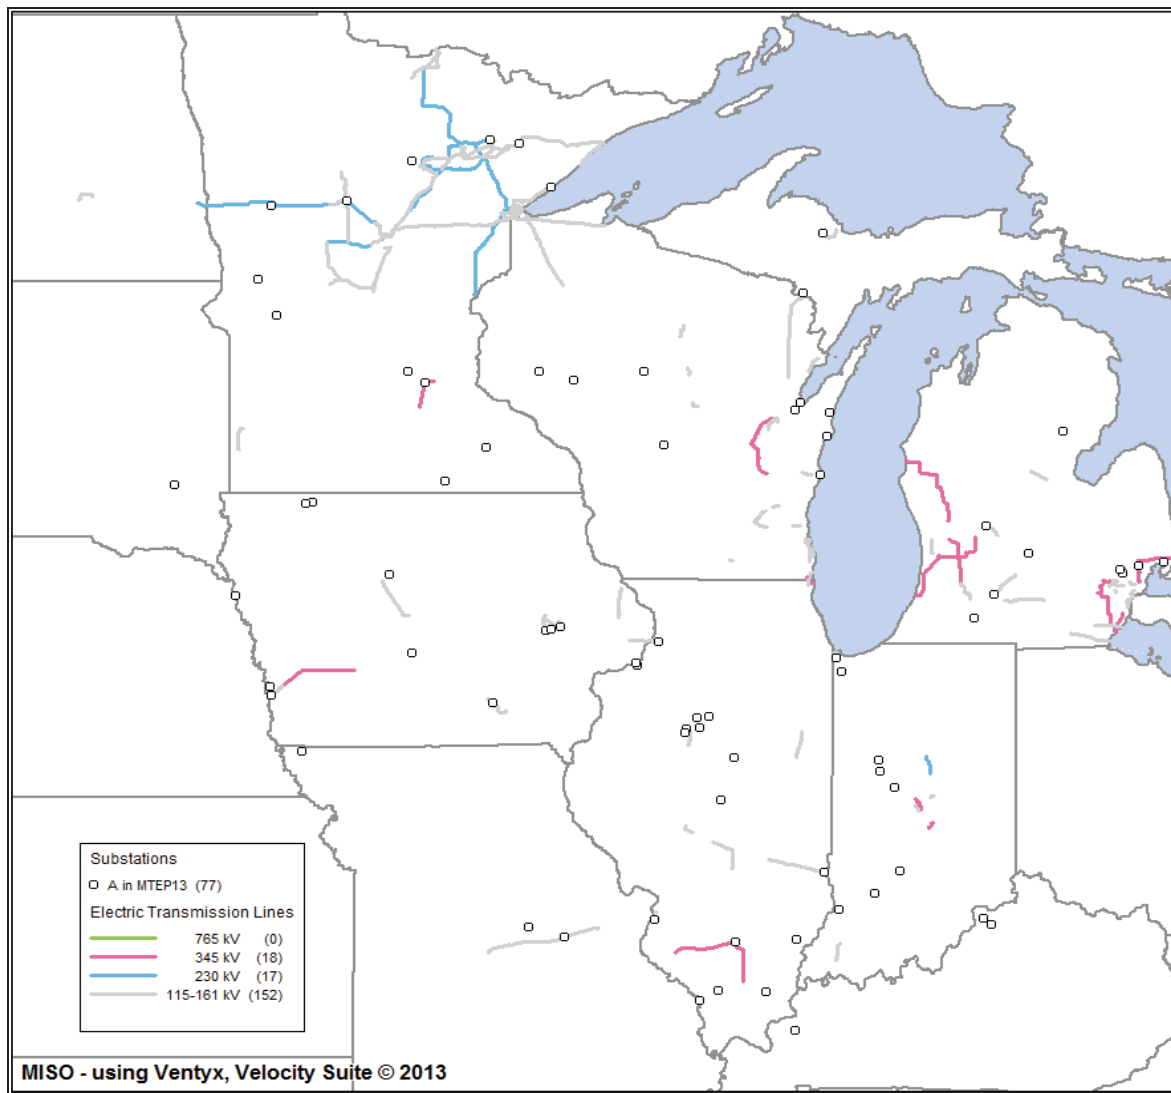 Substations
A in MTEP13 (77)
Electric Transmission Lines
765 kV (0)
345 kV (18)
230 kV (17)
115-161 kV (152)
MISO - using Ventyx, Velocity Suite © 2013